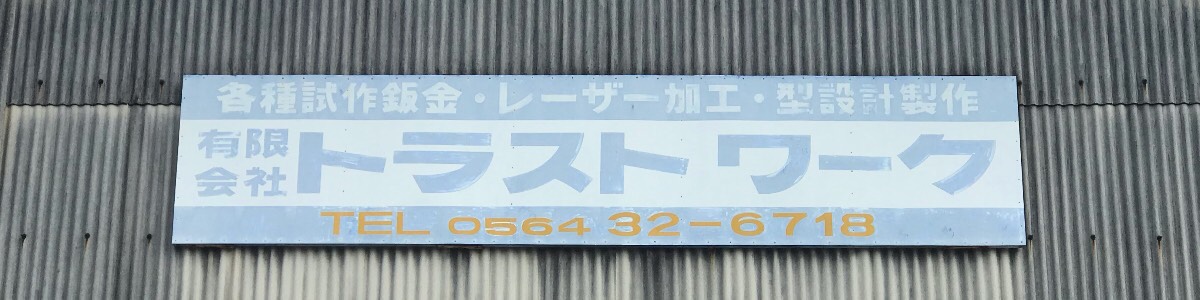 各種試作鈑金・レーザー加工・型設計製作
有限会社トラスト ワーク
TEL 0564 32-6718